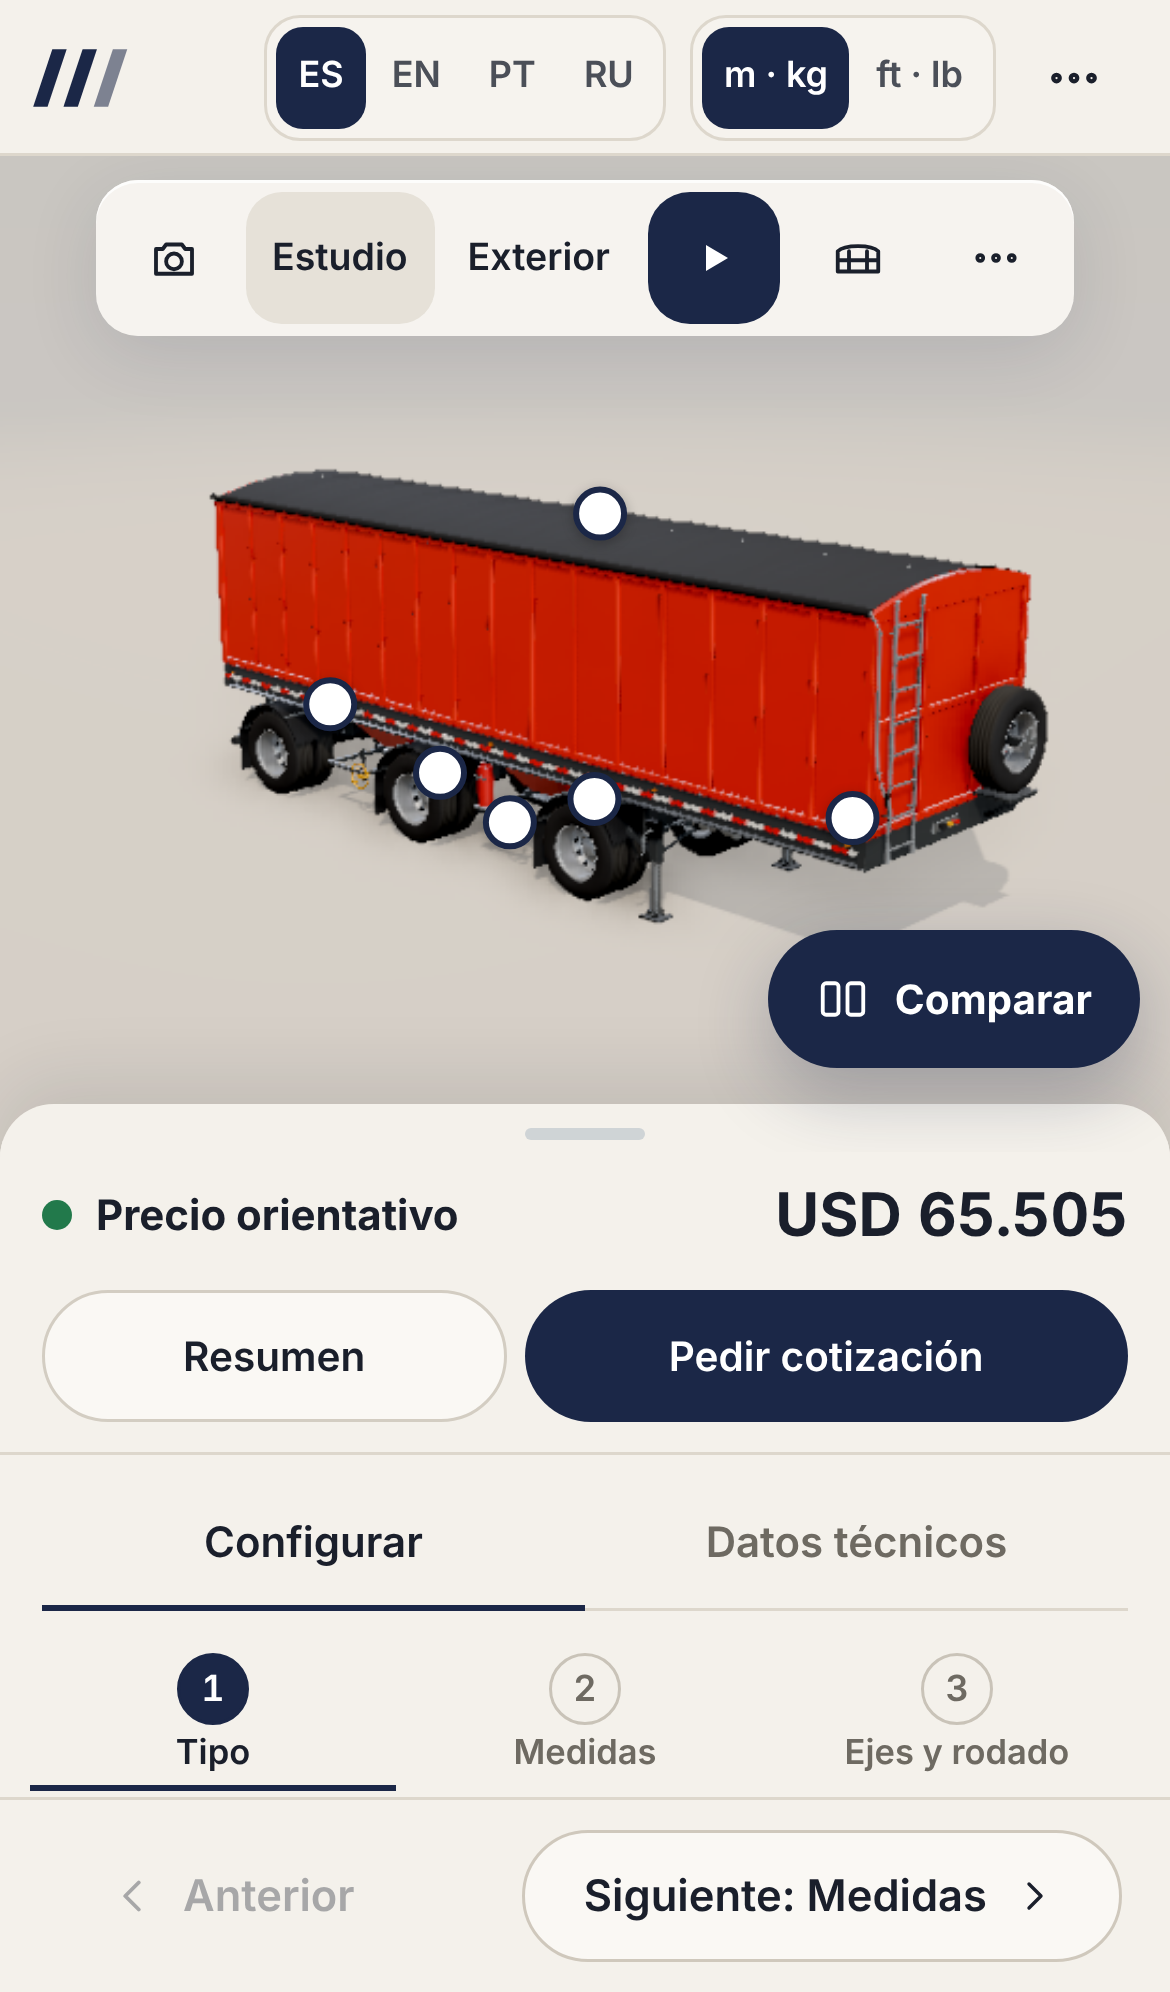 ES EN PT RU m · kg ft · lb
Estudio Exterior
Comparar
Precio orientativo USD 65.505
Resumen Pedir cotización
Configurar Datos técnicos
1 2 3
Tipo Medidas Ejes y rodado
Anterior Siguiente: Medidas